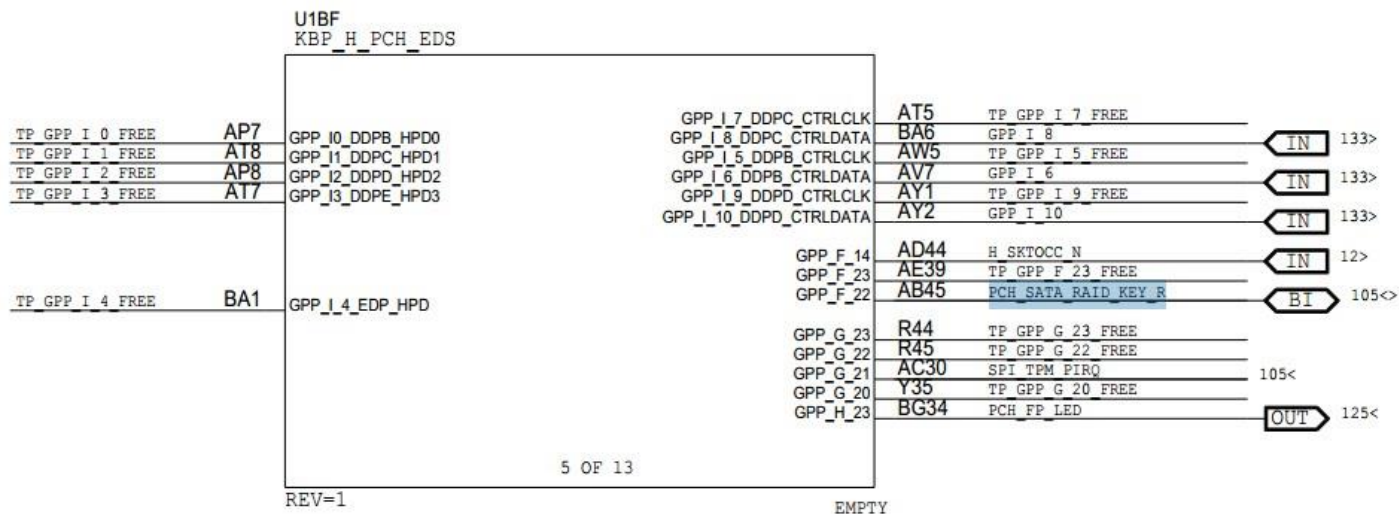 U1BF
KBP_H_PCH_EDS
TP_GPP_I_0_FREE AP7 GPP_I0_DDPB_HPD0
TP_GPP_I_1_FREE AT8 GPP_I1_DDPC_HPD1
TP_GPP_I_2_FREE AP8 GPP_I2_DDPD_HPD2
TP_GPP_I_3_FREE AT7 GPP_I3_DDPE_HPD3
TP_GPP_I_4_FREE BA1 GPP_I_4_EDP_HPD
GPP_I_7_DDPC_CTRLCLK AT5 TP_GPP_I_7_FREE
GPP_I_8_DDPC_CTRLDATA BA6 GPP_I_8 IN 133>
GPP_I_5_DDPB_CTRLCLK AW5 TP_GPP_I_5_FREE
GPP_I_6_DDPB_CTRLDATA AV7 GPP_I_6 IN 133>
GPP_I_9_DDPD_CTRLCLK AY1 TP_GPP_I_9_FREE
GPP_I_10_DDPD_CTRLDATA AY2 GPP_I_10 IN 133>
GPP_F_14 AD44 H_SKTOCC_N IN 12>
GPP_F_23 AE39 TP_GPP_F_23_FREE
GPP_F_22 AB45 PCH_SATA_RAID_KEY_R BI 105<>
GPP_G_23 R44 TP_GPP_G_23_FREE
GPP_G_22 R45 TP_GPP_G_22_FREE
GPP_G_21 AC30 SPI_TPM_PIRQ 105<
GPP_G_20 Y35 TP_GPP_G_20_FREE
GPP_H_23 BG34 PCH_FP_LED OUT 125<
5 OF 13
REV=1
EMPTY